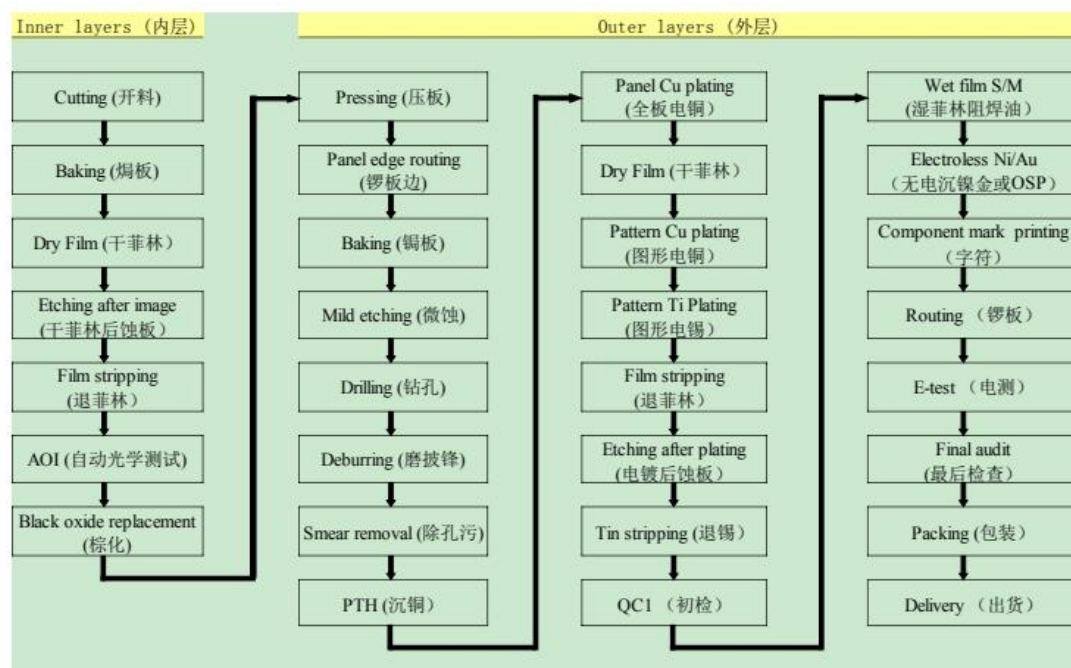 Inner layers (内层)
Outer layers (外层)
Cutting (开料)
Baking (焗板)
Dry Film (干菲林)
Etching after image
(干菲林后蚀板)
Film stripping
(退菲林)
AOI (自动光学测试)
Black oxide replacement
(棕化)
Pressing (压板)
Panel edge routing
(锣板边)
Baking (锔板)
Mild etching (微蚀)
Drilling (钻孔)
Deburring (磨披锋)
Smear removal (除孔污)
PTH (沉铜)
Panel Cu plating
(全板电铜)
Dry Film (干菲林)
Pattern Cu plating
(图形电铜)
Pattern Ti Plating
(图形电锡)
Film stripping
(退菲林)
Etching after plating
(电镀后蚀板)
Tin stripping (退锡)
QC1 (初检)
Wet film S/M
(湿菲林阻焊油)
Electroless Ni/Au
(无电沉镍金或OSP)
Component mark printing
(字符)
Routing (锣板)
E-test (电测)
Final audit
(最后检查)
Packing (包装)
Delivery (出货)